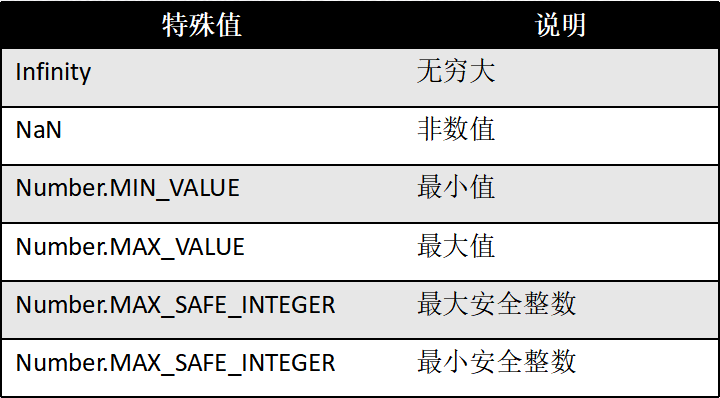 特殊值 说明
Infinity 无穷大
NaN 非数值
Number.MIN_VALUE 最小值
Number.MAX_VALUE 最大值
Number.MAX_SAFE_INTEGER 最大安全整数
Number.MAX_SAFE_INTEGER 最小安全整数